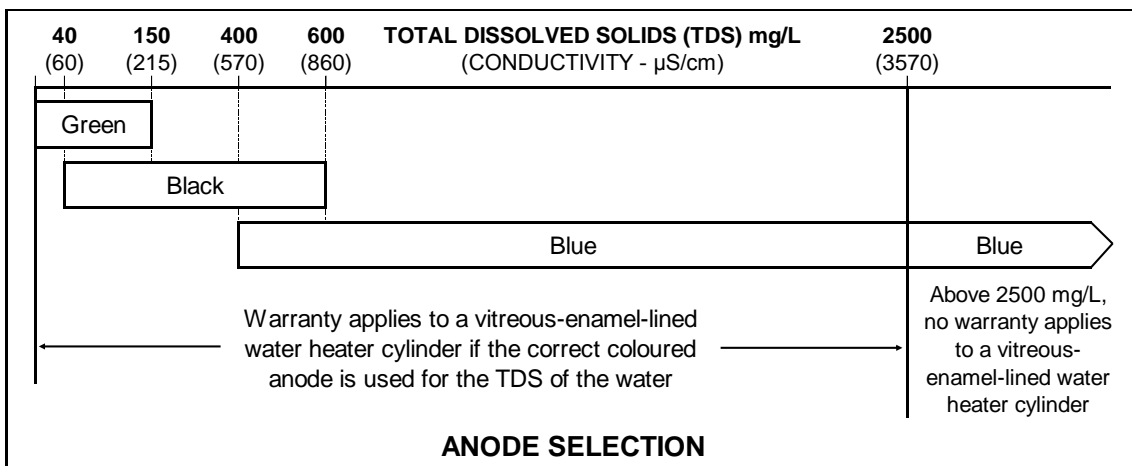 40 150 400 600 TOTAL DISSOLVED SOLIDS (TDS) mg/L 2500
(60) (215) (570) (860) (CONDUCTIVITY - µS/cm) (3570)
Green
Black
Blue Blue
Warranty applies to a vitreous-enamel-lined
water heater cylinder if the correct coloured
anode is used for the TDS of the water
Above 2500 mg/L,
no warranty applies
to a vitreous-
enamel-lined water
heater cylinder
ANODE SELECTION